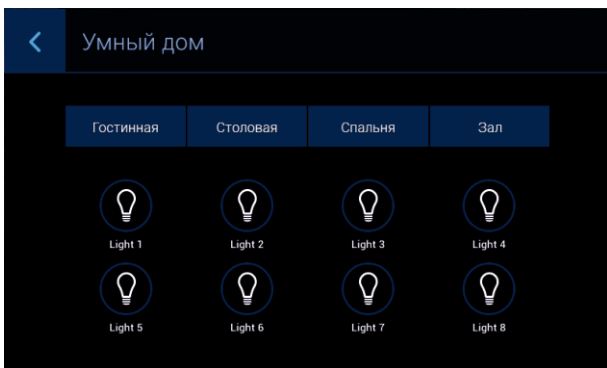 Умный дом
Гостинная Столовая Спальня Зал
Light 1 Light 2 Light 3 Light 4
Light 5 Light 6 Light 7 Light 8